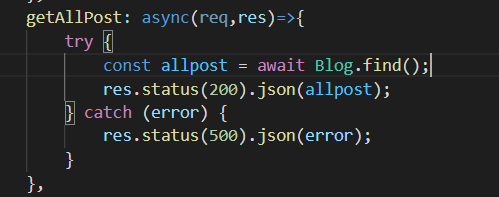 getAllPost: async(req,res)=>{
    try {
        const allpost = await Blog.find();
        res.status(200).json(allpost);
    } catch (error) {
        res.status(500).json(error);
    }
},